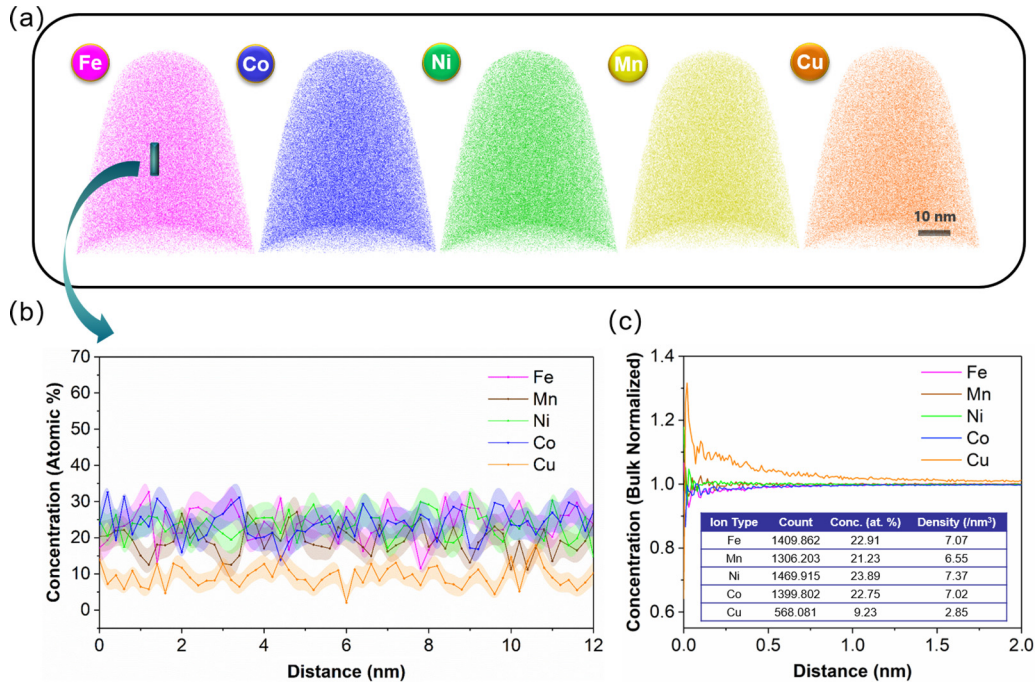 (a)
Fe Co Ni Mn Cu
10 nm
(b)
70
60
50
40
30
20
10
0
Concentration (Atomic %)
Fe
Mn
Ni
Co
Cu
0 2 4 6 8 10 12
Distance (nm)
(c)
1.4
1.2
1.0
0.8
0.6
Concentration (Bulk Normalized)
Fe
Mn
Ni
Co
Cu
Ion Type Count Conc. (at. %) Density (/nm³)
Fe 1409.862 22.91 7.07
Mn 1306.203 21.23 6.55
Ni 1469.915 23.89 7.37
Co 1399.802 22.75 7.02
Cu 568.081 9.23 2.85
0.0 0.5 1.0 1.5 2.0
Distance (nm)